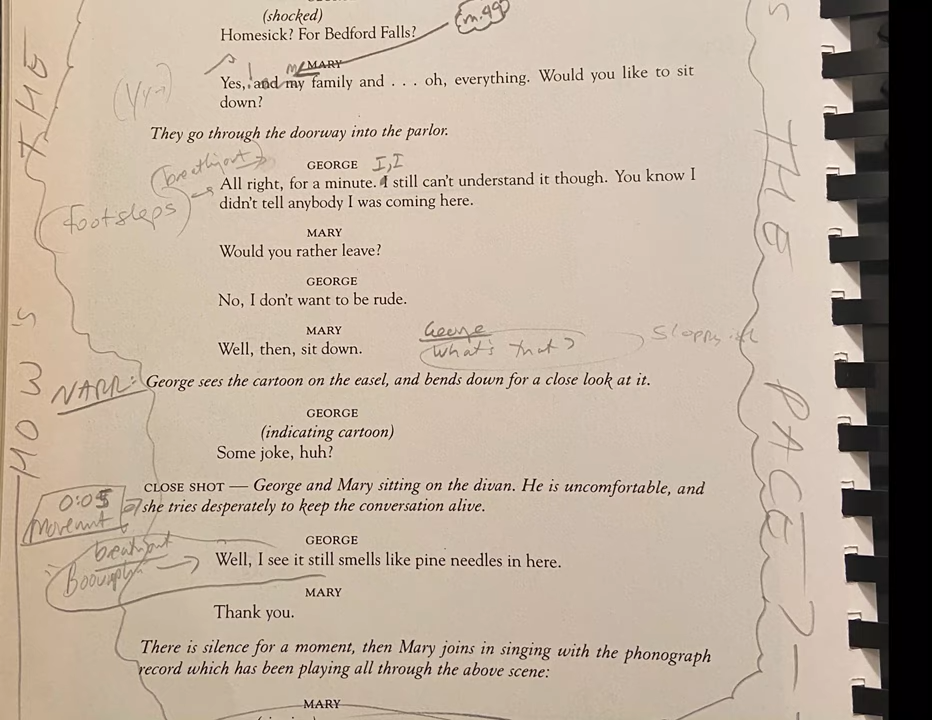 (shocked)
Homesick? For Bedford Falls?
m.99
MARY
Yes, and my family and . . . oh, everything. Would you like to sit
down?
They go through the doorway into the parlor.
GEORGE I, I
All right, for a minute. I still can't understand it though. You know I
didn't tell anybody I was coming here.
footsteps
MARY
Would you rather leave?
GEORGE
No, I don't want to be rude.
MARY
Well, then, sit down.
George
What's that?
NARR:
George sees the cartoon on the easel, and bends down for a close look at it.
GEORGE
(indicating cartoon)
Some joke, huh?
CLOSE SHOT — George and Mary sitting on the divan. He is uncomfortable, and
she tries desperately to keep the conversation alive.
0:05
movement
GEORGE
Well, I see it still smells like pine needles in here.
MARY
Thank you.
There is silence for a moment, then Mary joins in singing with the phonograph
record which has been playing all through the above scene:
MARY
HOW IS THE
THE PACE? —